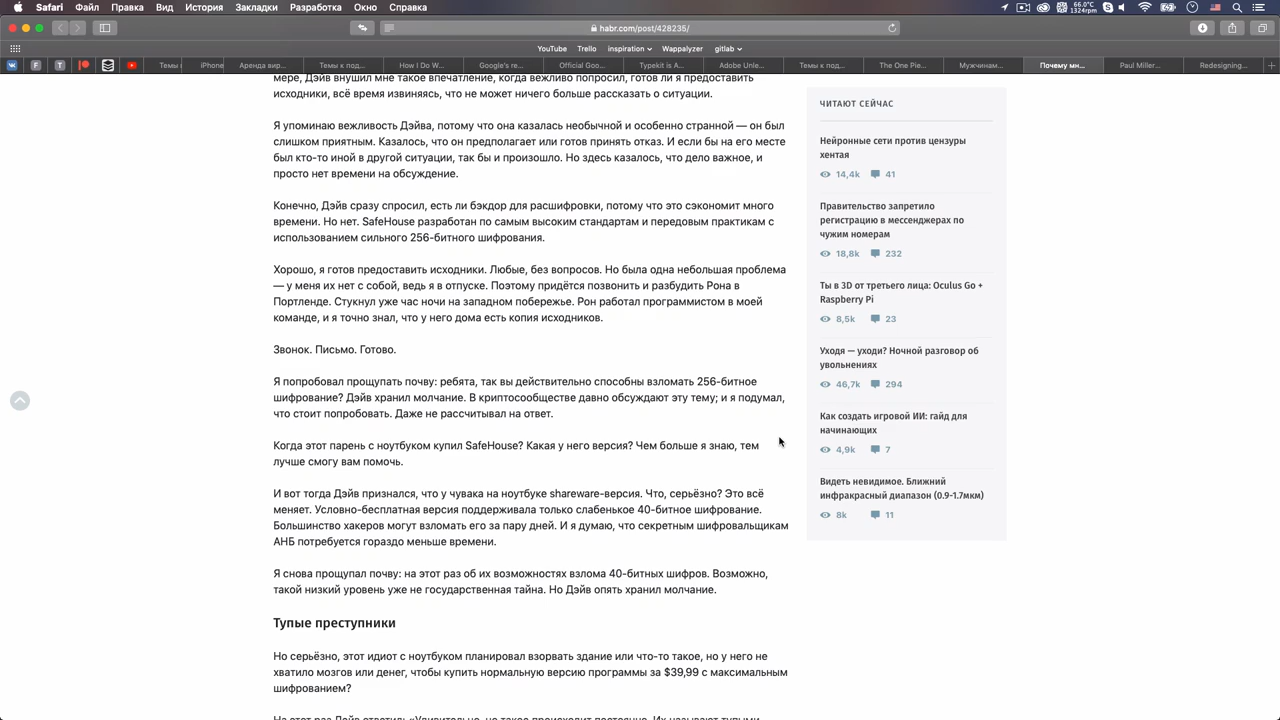 Safari Файл Правка Вид История Закладки Разработка Окно Справка
66.0°C
1324rpm
habr.com/post/428235/
YouTube Trello inspiration Wappalyzer gitlab
Темы iPhone Аренда вир... Темы к под... How I Do W... Google's re... Official Goo... Typekit is A... Adobe Unle... Темы к под... The One Pie... Мужчинам... Почему мн... Paul Miller... Redesigning...
мере, Дэйв внушил мне такое впечатление, когда вежливо попросил, готов ли я предоставить
исходники, всё время извиняясь, что не может ничего больше рассказать о ситуации.
Я упоминаю вежливость Дэйва, потому что она казалась необычной и особенно странной — он был
слишком приятным. Казалось, что он предполагает или готов принять отказ. И если бы на его месте
был кто-то иной в другой ситуации, так бы и произошло. Но здесь казалось, что дело важное, и
просто нет времени на обсуждение.
Конечно, Дэйв сразу спросил, есть ли бэкдор для расшифровки, потому что это сэкономит много
времени. Но нет. SafeHouse разработан по самым высоким стандартам и передовым практикам с
использованием сильного 256-битного шифрования.
Хорошо, я готов предоставить исходники. Любые, без вопросов. Но была одна небольшая проблема
— у меня их нет с собой, ведь я в отпуске. Поэтому придётся позвонить и разбудить Рона в
Портленде. Стукнул уже час ночи на западном побережье. Рон работал программистом в моей
команде, и я точно знал, что у него дома есть копия исходников.
Звонок. Письмо. Готово.
Я попробовал прощупать почву: ребята, так вы действительно способны взломать 256-битное
шифрование? Дэйв хранил молчание. В криптосообществе давно обсуждают эту тему; и я подумал,
что стоит попробовать. Даже не рассчитывал на ответ.
Когда этот парень с ноутбуком купил SafeHouse? Какая у него версия? Чем больше я знаю, тем
лучше смогу вам помочь.
И вот тогда Дэйв признался, что у чувака на ноутбуке shareware-версия. Что, серьёзно? Это всё
меняет. Условно-бесплатная версия поддерживала только слабенькое 40-битное шифрование.
Большинство хакеров могут взломать его за пару дней. И я думаю, что секретным шифровальщикам
АНБ потребуется гораздо меньше времени.
Я снова прощупал почву: на этот раз об их возможностях взлома 40-битных шифров. Возможно,
такой низкий уровень уже не государственная тайна. Но Дэйв опять хранил молчание.
Тупые преступники
Но серьёзно, этот идиот с ноутбуком планировал взорвать здание или что-то такое, но у него не
хватило мозгов или денег, чтобы купить нормальную версию программы за $39,99 с максимальным
шифрованием?
На этот раз Дэйв ответил: «Удивительно, но такое происходит постоянно. Их называют тупыми
ЧИТАЮТ СЕЙЧАС
Нейронные сети против цензуры
хентая
14,4k 41
Правительство запретило
регистрацию в мессенджерах по
чужим номерам
18,8k 232
Ты в 3D от третьего лица: Oculus Go +
Raspberry Pi
8,5k 23
Уходя — уходи? Ночной разговор об
увольнениях
46,7k 294
Как создать игровой ИИ: гайд для
начинающих
4,9k 7
Видеть невидимое. Ближний
инфракрасный диапазон (0.9-1.7мкм)
8k 11